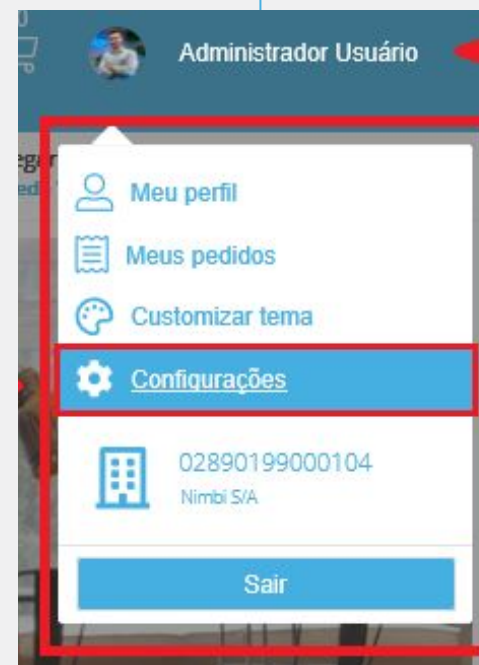 Administrador Usuário
Meu perfil
Meus pedidos
Customizar tema
Configurações
02890199000104
Nimbi S/A
Sair